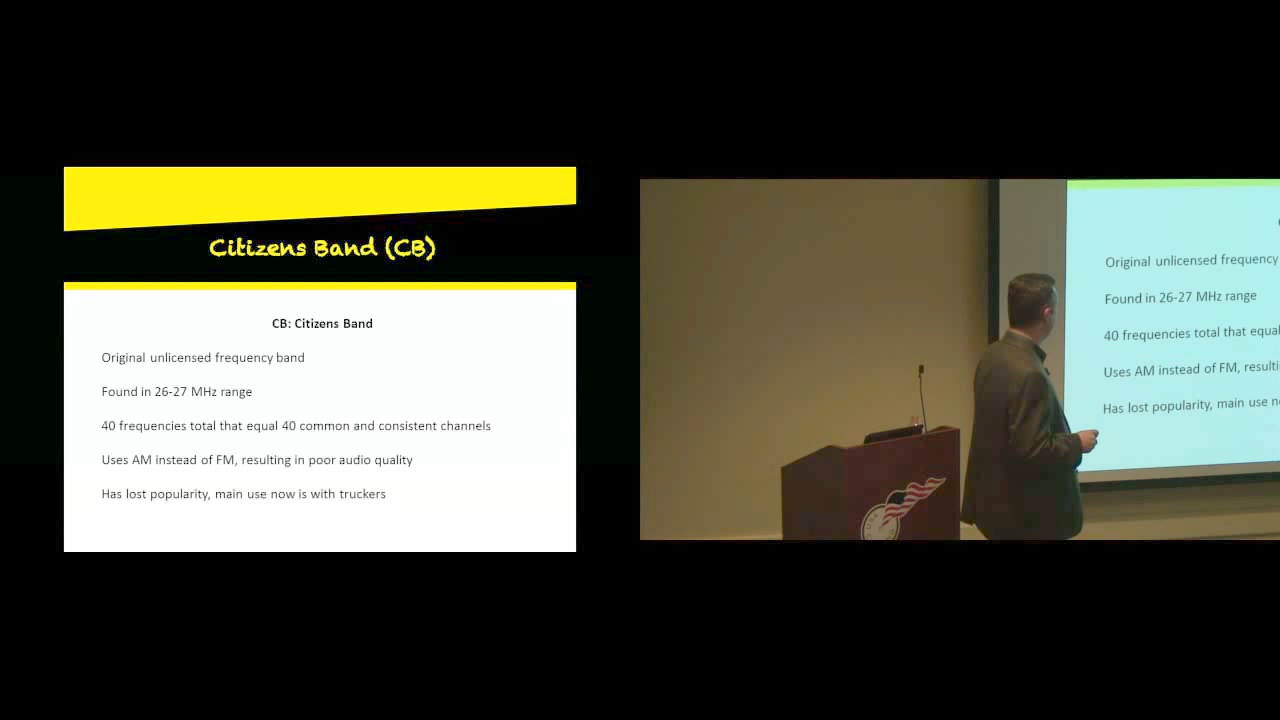 Citizens Band (CB)
CB: Citizens Band
Original unlicensed frequency band
Found in 26-27 MHz range
40 frequencies total that equal 40 common and consistent channels
Uses AM instead of FM, resulting in poor audio quality
Has lost popularity, main use now is with truckers
Original unlicensed frequency
Found in 26-27 MHz range
40 frequencies total that equal
Uses AM instead of FM, resulti
Has lost popularity, main use n
USA